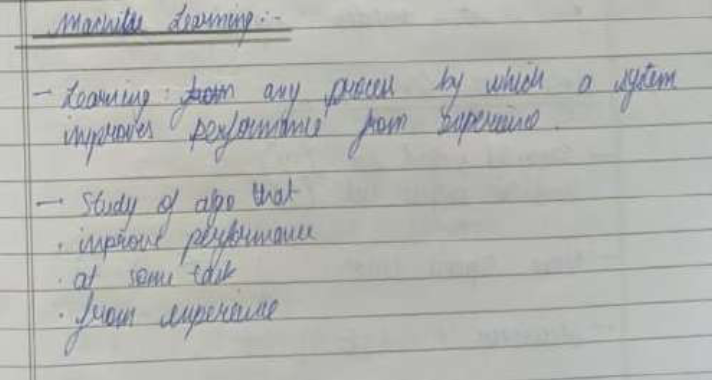 Machine Learning:-
- Learning: from any process by which a system
improves performance from experience.
- Study of algo that
· improve performance
· at some task
· from experience